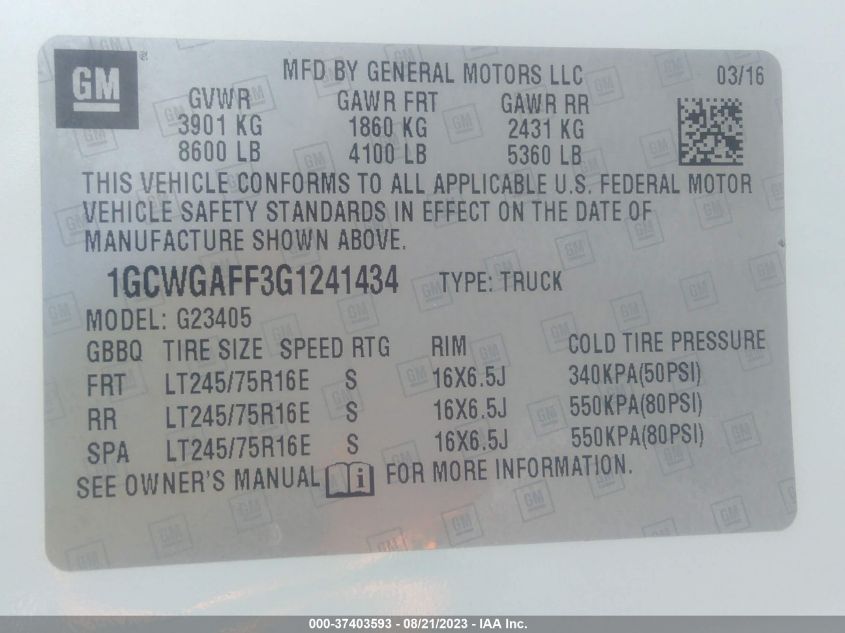 GM® MFD BY GENERAL MOTORS LLC 03/16
GVWR GAWR FRT GAWR RR
3901 KG 1860 KG 2431 KG
8600 LB 4100 LB 5360 LB
THIS VEHICLE CONFORMS TO ALL APPLICABLE U.S. FEDERAL MOTOR
VEHICLE SAFETY STANDARDS IN EFFECT ON THE DATE OF
MANUFACTURE SHOWN ABOVE.
1GCWGAFF3G1241434 TYPE: TRUCK
MODEL: G23405
GBBQ TIRE SIZE SPEED RTG RIM COLD TIRE PRESSURE
FRT LT245/75R16E S 16X6.5J 340KPA(50PSI)
RR LT245/75R16E S 16X6.5J 550KPA(80PSI)
SPA LT245/75R16E S 16X6.5J 550KPA(80PSI)
SEE OWNER'S MANUAL i FOR MORE INFORMATION.
000-37403593 - 08/21/2023 - IAA Inc.